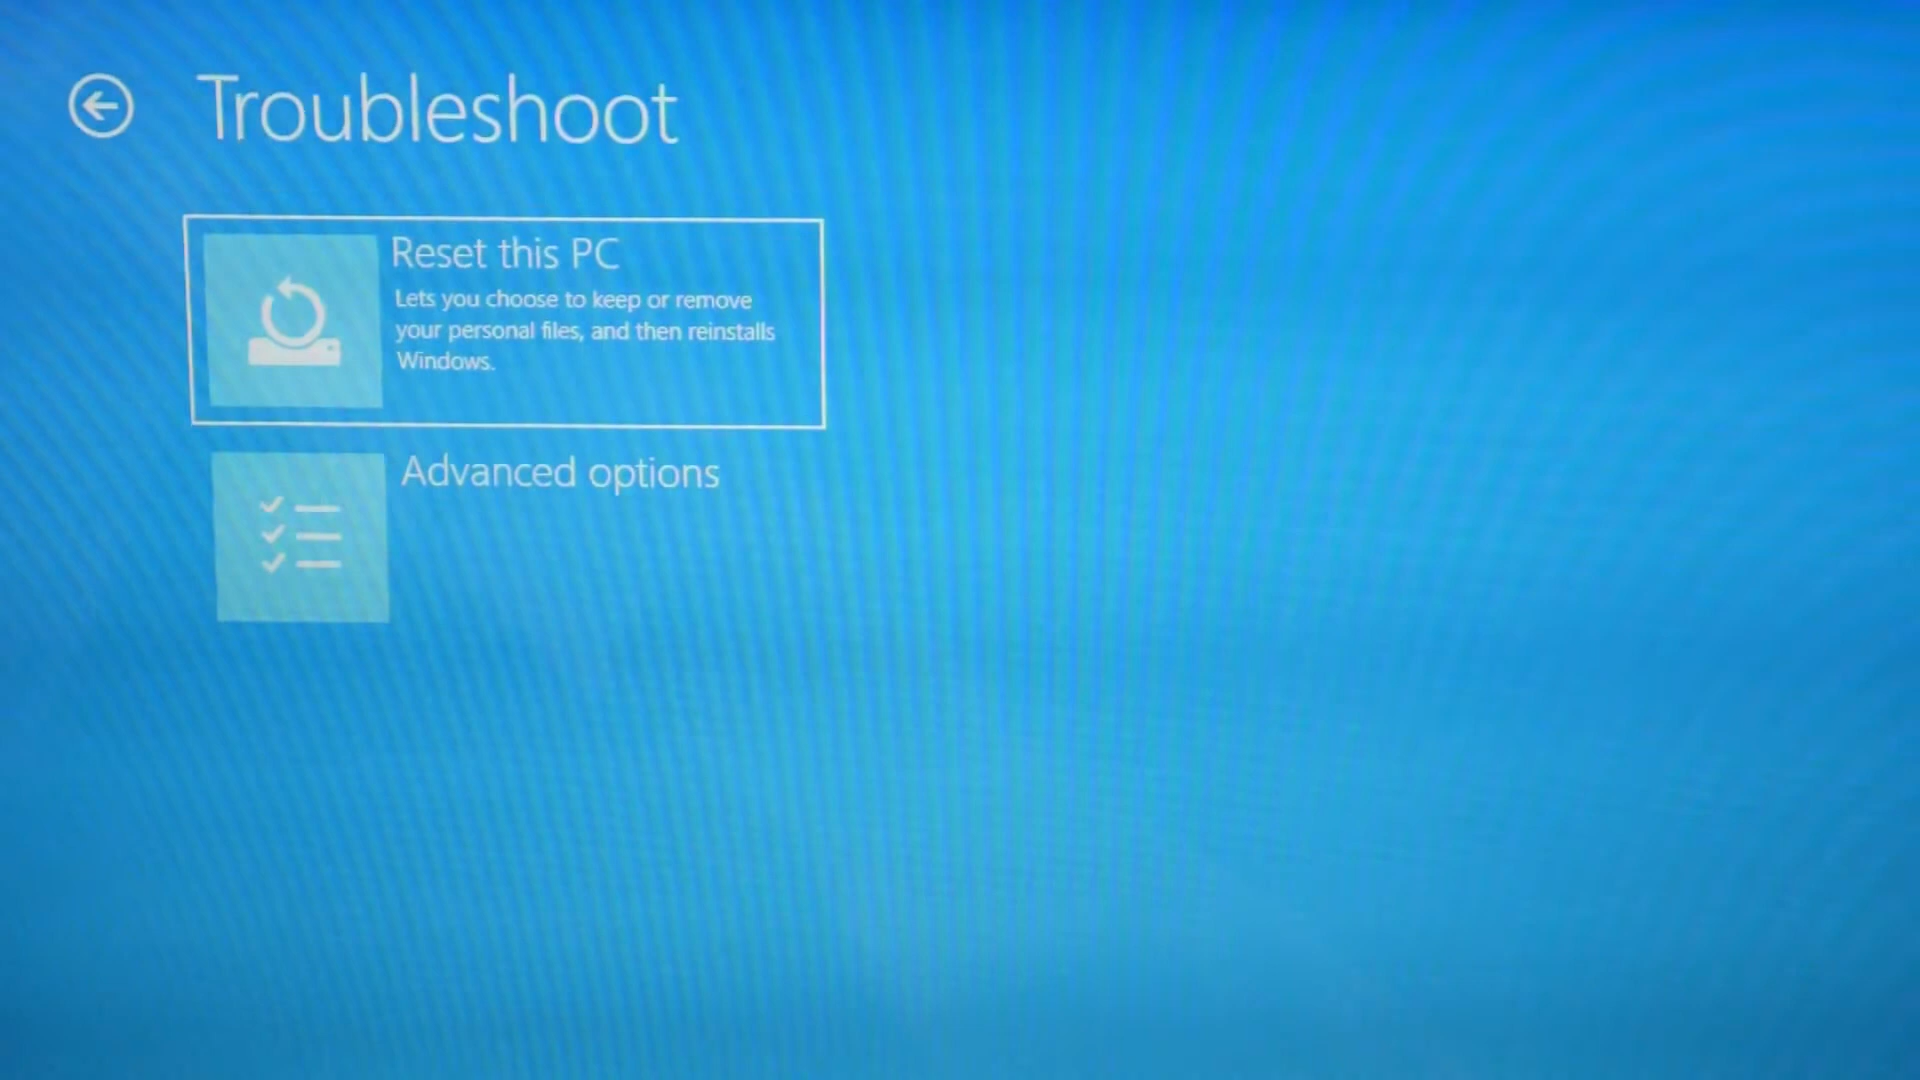 Troubleshoot
Reset this PC
Lets you choose to keep or remove
your personal files, and then reinstalls
Windows.
Advanced options